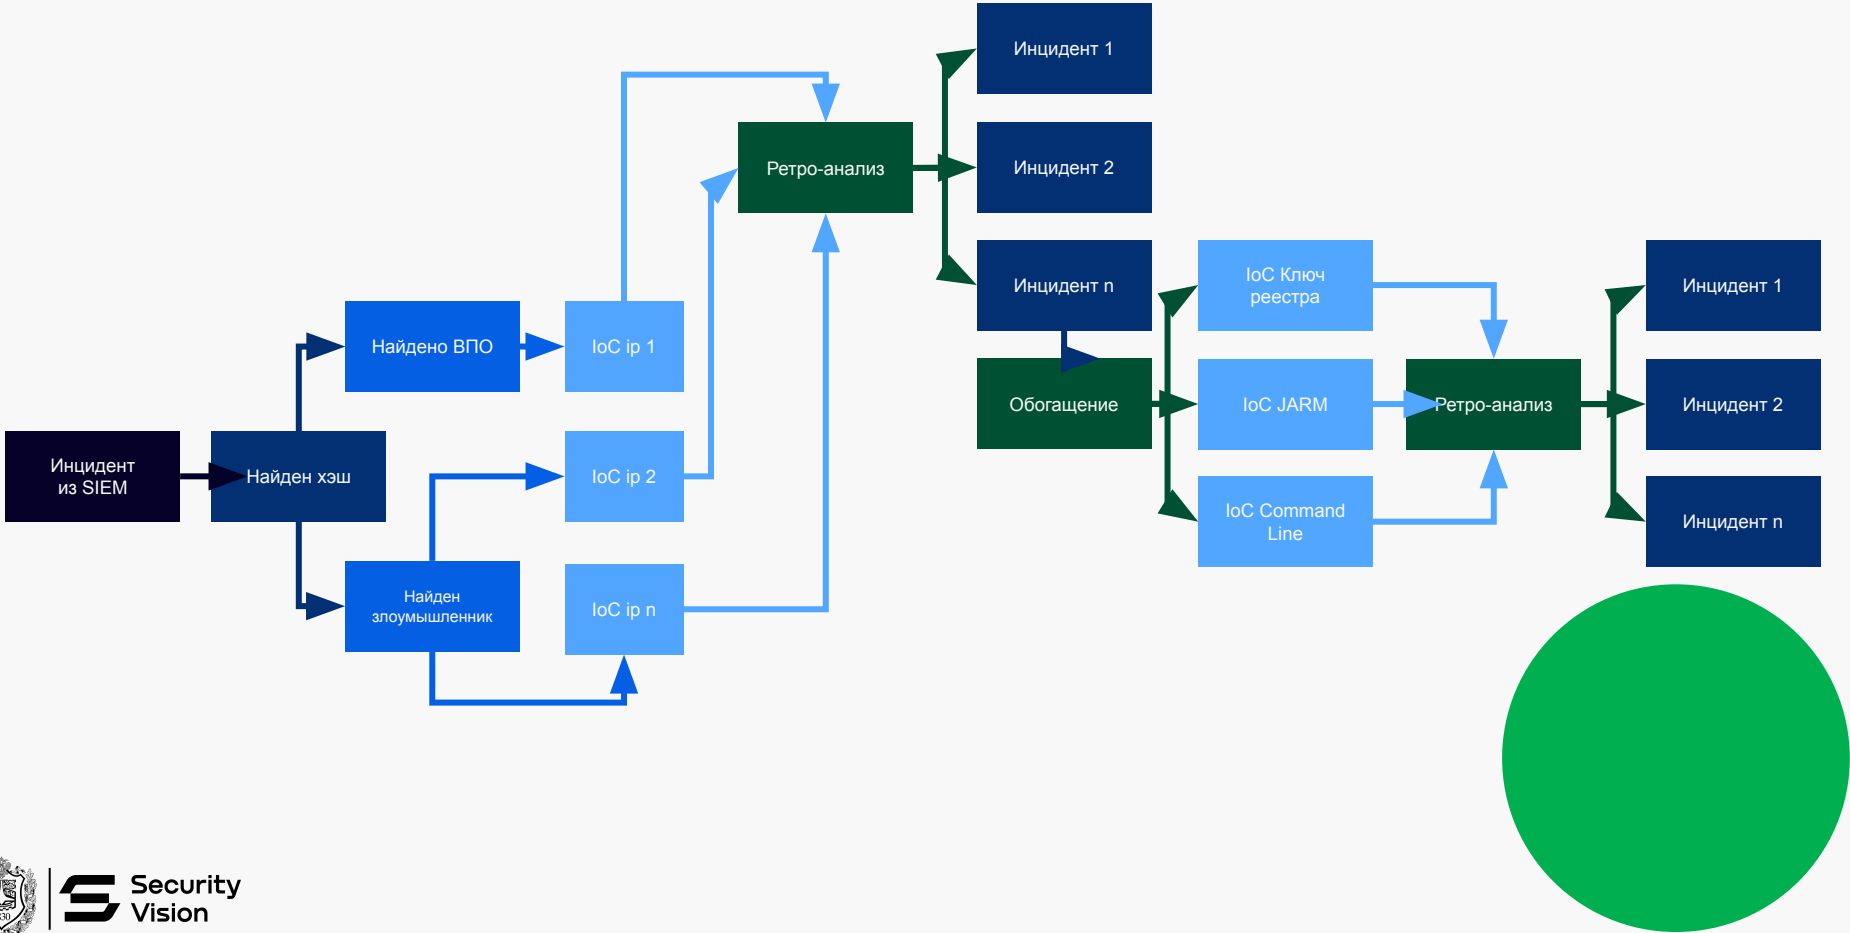 Инцидент
из SIEM
Найден хэш
Найдено ВПО
Найден
злоумышленник
IoC ip 1
IoC ip 2
IoC ip n
Ретро-анализ
Инцидент 1
Инцидент 2
Инцидент n
Обогащение
IoC Ключ
реестра
IoC JARM
IoC Command
Line
Ретро-анализ
Инцидент 1
Инцидент 2
Инцидент n
Security
Vision